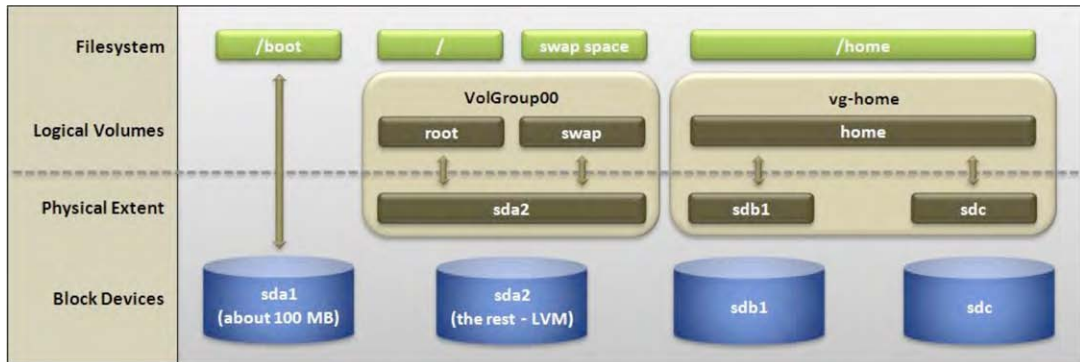 Filesystem
/boot
/
swap space
/home
VolGroup00
vg-home
Logical Volumes
root
swap
home
Physical Extent
sda2
sdb1
sdc
Block Devices
sda1
(about 100 MB)
sda2
(the rest - LVM)
sdb1
sdc